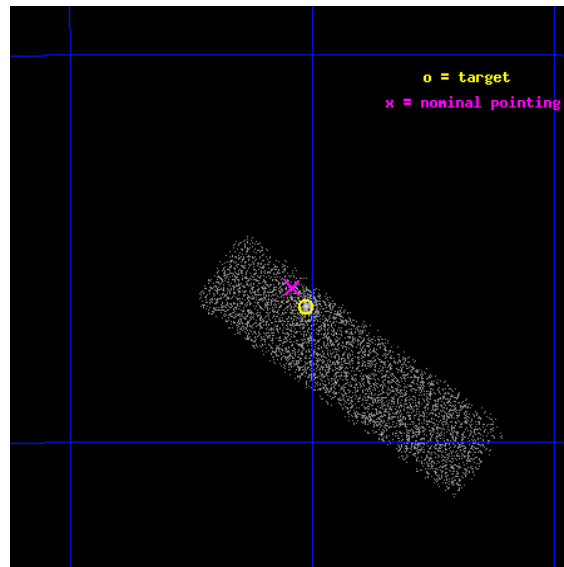 o = target
x = nominal pointing